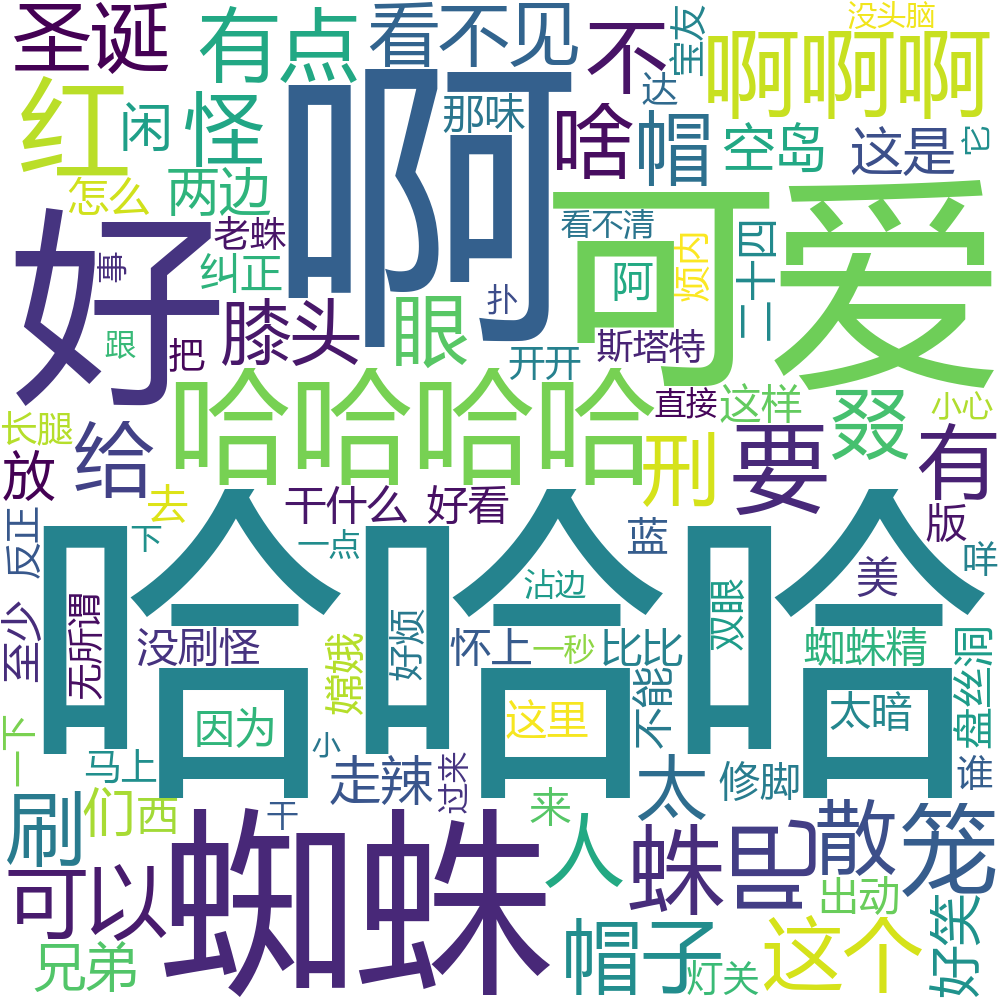 圣诞
有点
看不见
不
宝友
没头脑
啊啊啊
红
闲
怪
啊
那味
啥
达
帽
空岛
这是
它
怎么
两边
可爱
好
老蛛
看不清
烦内
二十四
事
纠正
阿
跟
把
膝头
眼
扑
开开
斯塔特
直接
这样
叕
小心
长腿
哈哈哈哈
给
放
刑
要
有
去
干什么
好看
版
反正
下
一点
蓝
咩
哈哈哈
沾边
双眼
美
至少
无所谓
没刷怪
嫦娥
好烦
怀上
一秒
比比
蜘蛛精
盘丝洞
因为
这里
不能
太暗
一下
马上
小
走辣
过来
太
修脚
谁
刷
们
西
干
来
人
蛛
吕
散
笼
可以
蜘蛛
出动
兄弟
帽子
灯关
这个
好笑